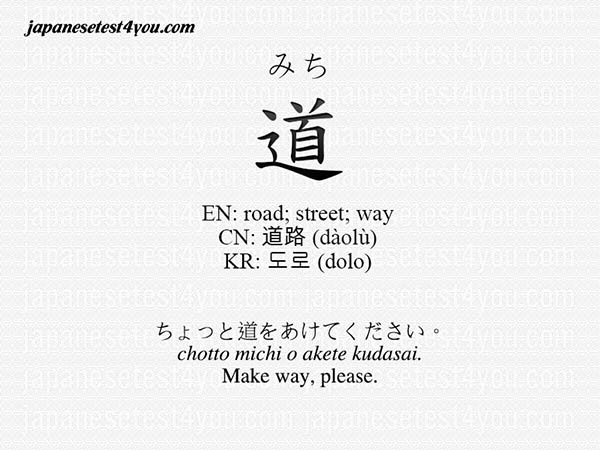 japanesetest4you.com
みち
道
EN: road; street; way
CN: 道路 (dàolù)
KR: 도로 (dolo)
ちょっと道をあけてください。
chotto michi o akete kudasai.
Make way, please.